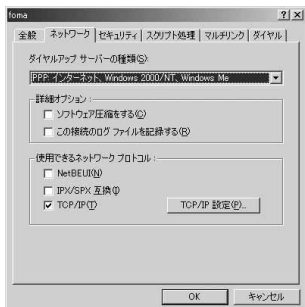 foma
全般 ネットワーク セキュリティ スクリプト処理 マルチリンク ダイヤル
ダイヤルアップ サーバーの種類(S):
PPP: インターネット、Windows 2000/NT、Windows Me
詳細オプション:
ソフトウェア圧縮をする(C)
この接続のログ ファイルを記録する(R)
使用できるネットワーク プロトコル:
NetBEUI(N)
IPX/SPX 互換(I)
TCP/IP(T) TCP/IP 設定(P)...
OK キャンセル